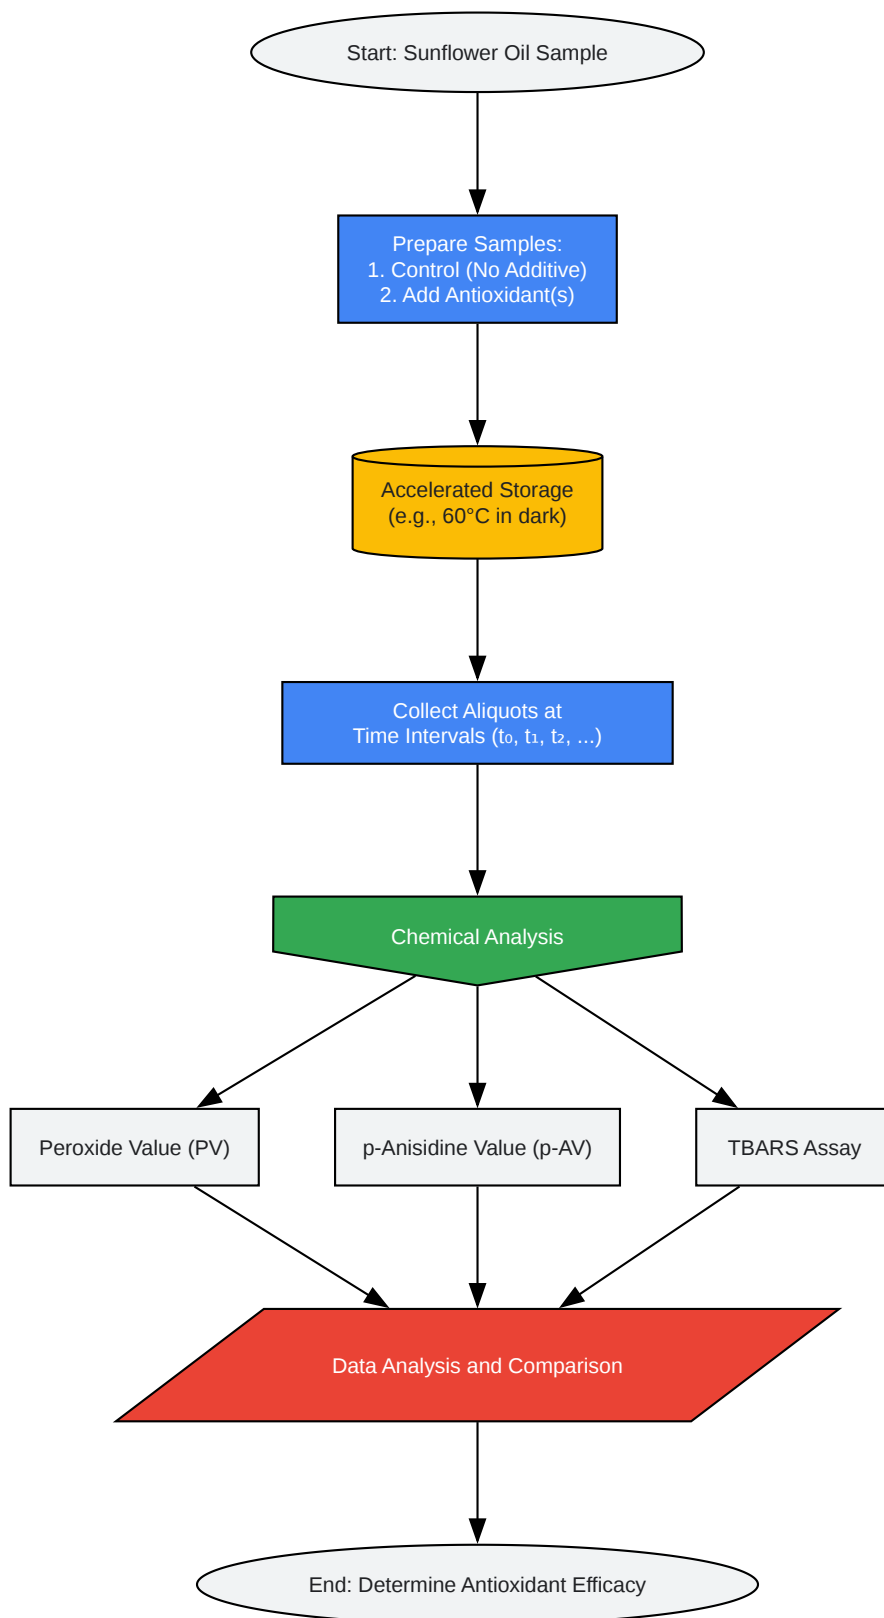 Start: Sunflower Oil Sample
Prepare Samples:
1. Control (No Additive)
2. Add Antioxidant(s)
Accelerated Storage
(e.g., 60°C in dark)
Collect Aliquots at
Time Intervals (t₀, t₁, t₂, ...)
Chemical Analysis
Peroxide Value (PV)
p-Anisidine Value (p-AV)
TBARS Assay
Data Analysis and Comparison
End: Determine Antioxidant Efficacy